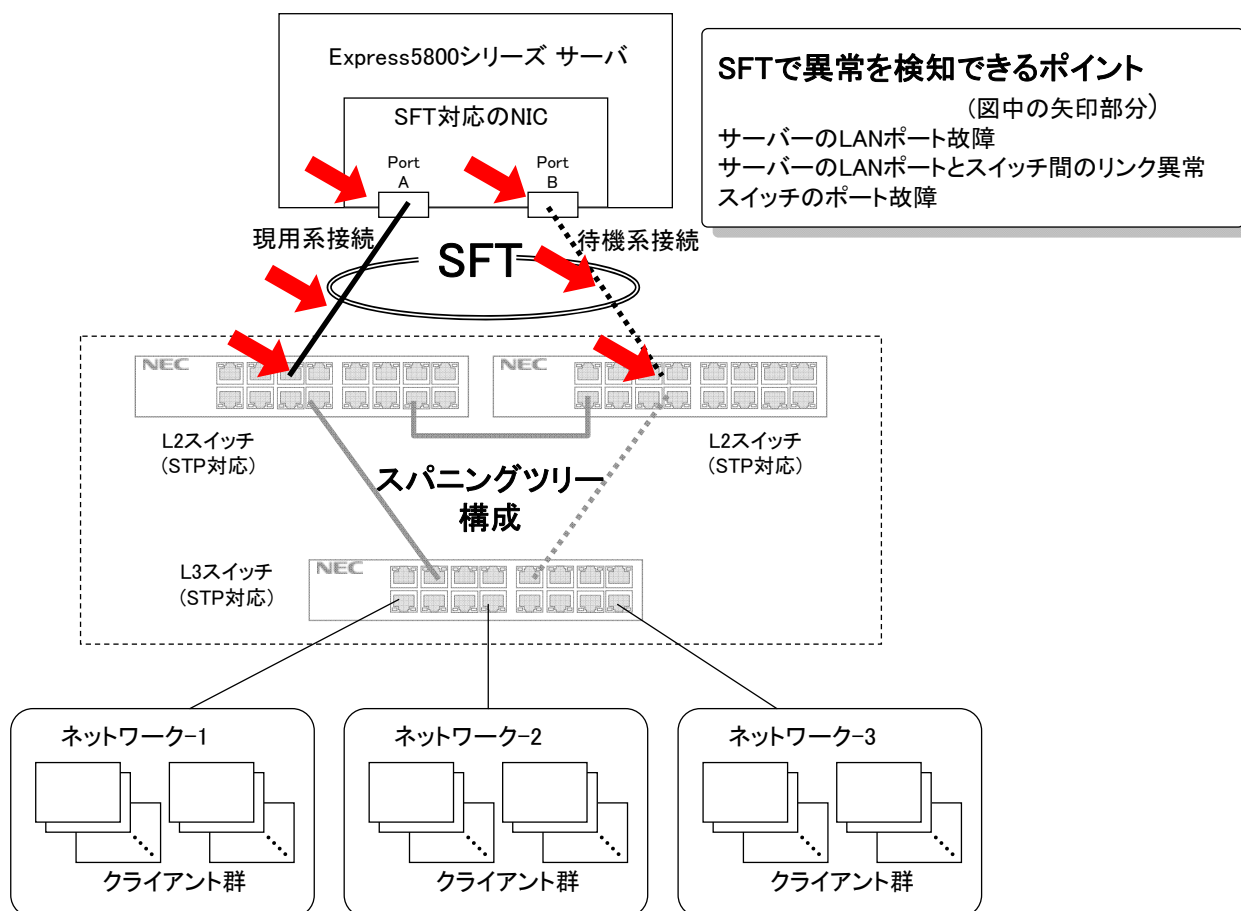 Express5800シリーズ サーバ
SFT対応のNIC
Port
A
Port
B
SFTで異常を検知できるポイント
(図中の矢印部分)
サーバーのLANポート故障
サーバーのLANポートとスイッチ間のリンク異常
スイッチのポート故障
現用系接続
SFT
待機系接続
NEC
NEC
L2スイッチ
(STP対応)
L2スイッチ
(STP対応)
スパニングツリー
構成
L3スイッチ
(STP対応)
NEC
ネットワーク-1
クライアント群
ネットワーク-2
クライアント群
ネットワーク-3
クライアント群